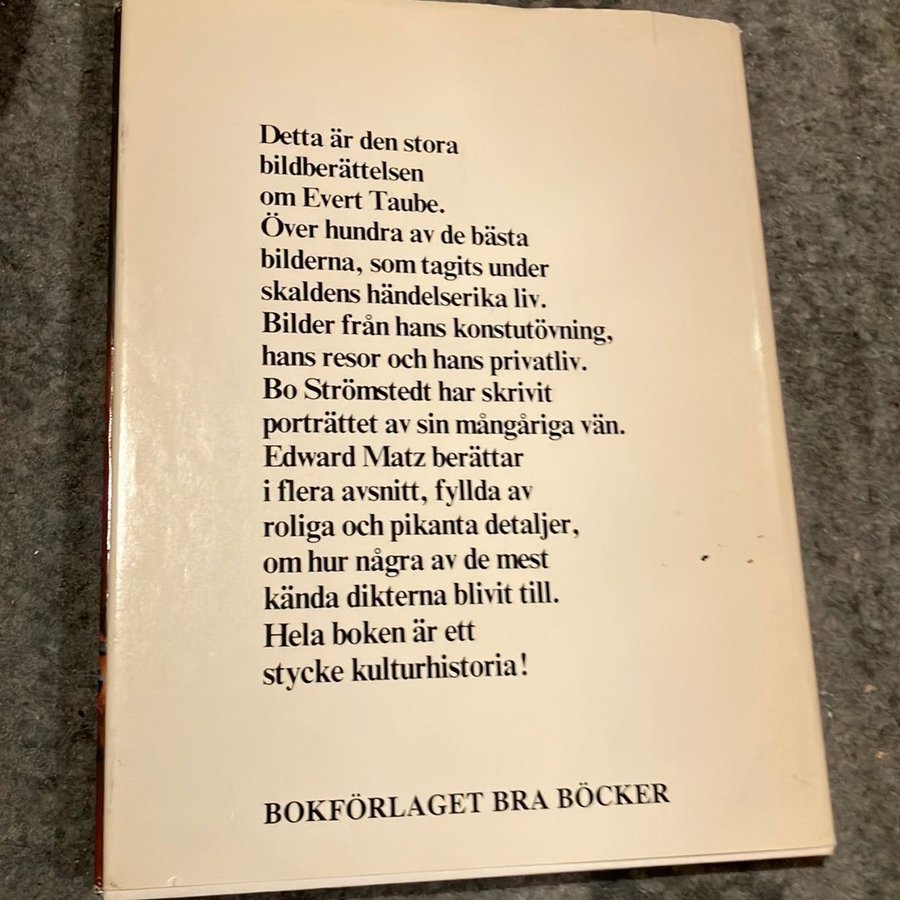 Detta är den stora
bildberättelsen
om Evert Taube.
Över hundra av de bästa
bilderna, som tagits under
skaldens händelserika liv.
Bilder från hans konstutövning,
hans resor och hans privatliv.
Bo Strömstedt har skrivit
porträttet av sin mångåriga vän.
Edward Matz berättar
i flera avsnitt, fyllda av
roliga och pikanta detaljer,
om hur några av de mest
kända dikterna blivit till.
Hela boken är ett
stycke kulturhistoria!
BOKFÖRLAGET BRA BÖCKER